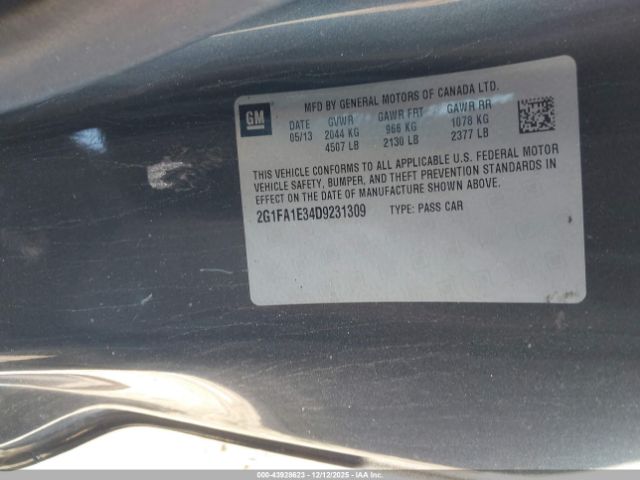 GM
MFD BY GENERAL MOTORS OF CANADA LTD.
DATE GVWR GAWR FRT GAWR RR
05/13 2044 KG 966 KG 1078 KG
4507 LB 2130 LB 2377 LB
THIS VEHICLE CONFORMS TO ALL APPLICABLE U.S. FEDERAL MOTOR
VEHICLE SAFETY, BUMPER, AND THEFT PREVENTION STANDARDS IN
EFFECT ON THE DATE OF MANUFACTURE SHOWN ABOVE.
2G1FA1E34D9231309 TYPE: PASS CAR
000-43928623 - 12/12/2025 - IAAI.COM